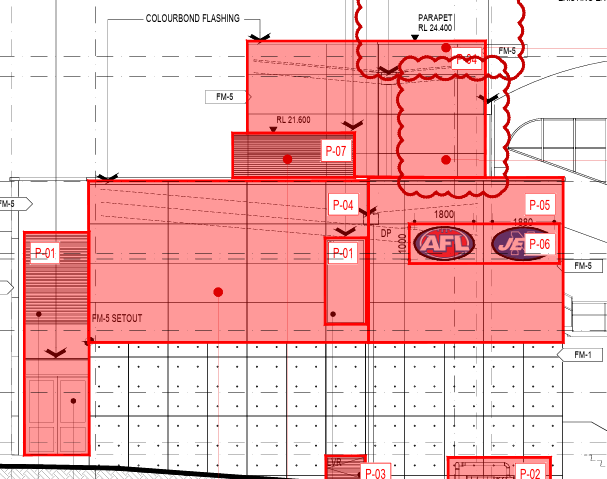 COLOURBOND FLASHING
PARAPET
RL 24.400
FM-5
P-04
FM-5
RL 21.600
P-07
FM-5
P-04
P-05
1800
1880
DP
1000
AFL
P-06
P-01
P-01
FM-5
FM-5 SETOUT
FM-1
P-03
P-02